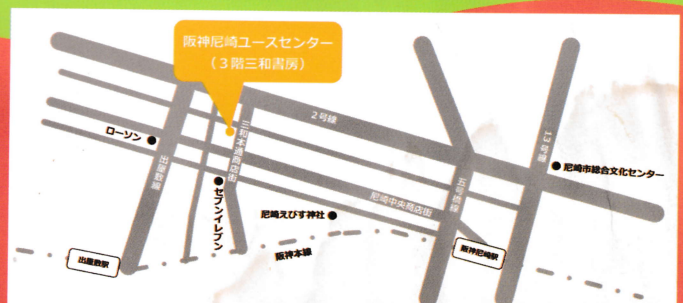 阪神尼崎ユースセンター
（3階三和書房）
2号線
13号線
ローソン
三和本通商店街
出屋敷線
尼崎市総合文化センター
セブンイレブン
尼崎中央商店街
五合橋線
尼崎えびす神社
阪神本線
出屋敷駅
阪神尼崎駅